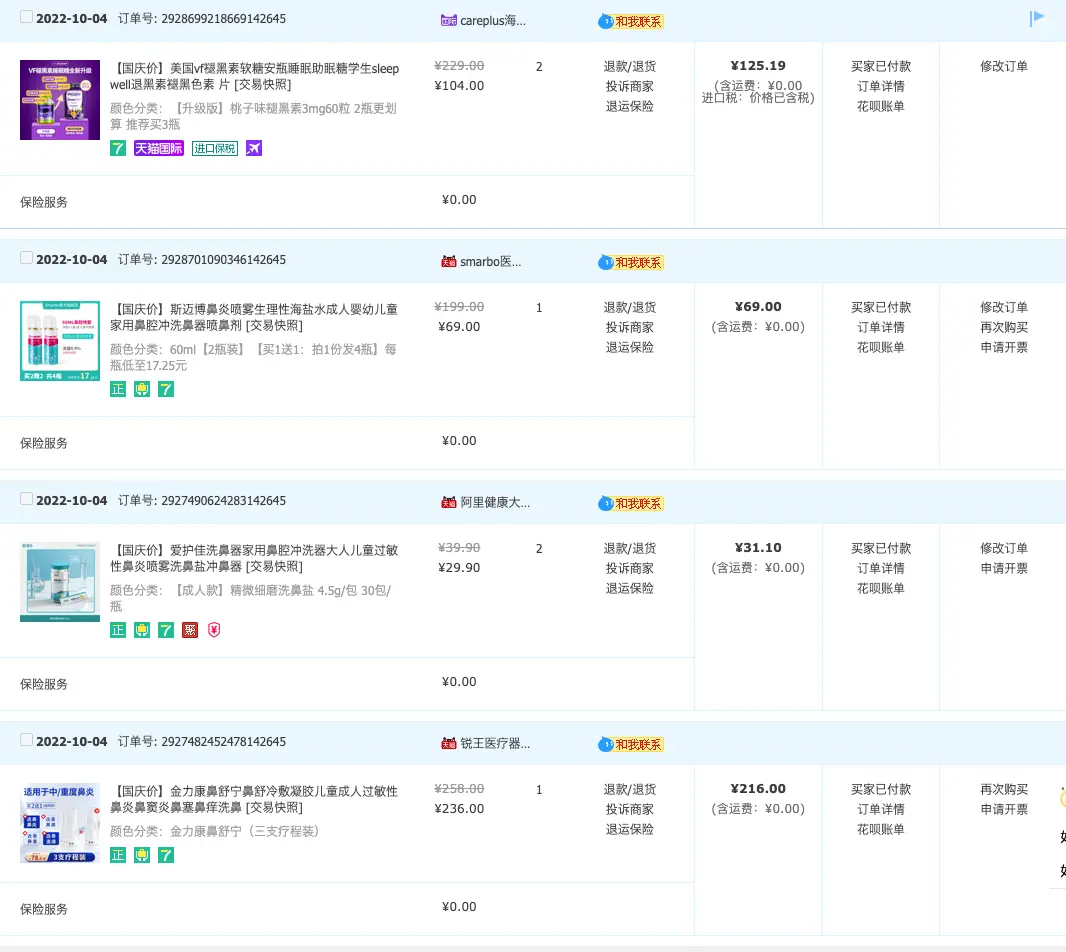 2022-10-04 订单号: 2928699218669142645 careplus海... 和我联系
【国庆价】美国vf褪黑素软糖安瓶睡眠助眠糖学生sleep
well退黑素褪黑色素 片 [交易快照]
颜色分类: 【升级版】桃子味褪黑素3mg60粒 2瓶更划
算 推荐买3瓶
7 天猫国际 进口保税
¥229.00
¥104.00
2
退款/退货
投诉商家
退运保险
¥125.19
(含运费: ¥0.00
进口税: 价格已含税)
买家已付款
订单详情
花呗账单
修改订单
保险服务 ¥0.00
2022-10-04 订单号: 2928701090346142645 天猫 smarbo医... 和我联系
【国庆价】斯迈博鼻炎喷雾生理性海盐水成人婴幼儿童
家用鼻腔冲洗鼻器喷鼻剂 [交易快照]
颜色分类: 60ml【2瓶装】【买1送1: 拍1份发4瓶】每
瓶低至17.25元
正 7
¥199.00
¥69.00
1
退款/退货
投诉商家
退运保险
¥69.00
(含运费: ¥0.00)
买家已付款
订单详情
花呗账单
修改订单
再次购买
申请开票
保险服务 ¥0.00
2022-10-04 订单号: 2927490624283142645 天猫 阿里健康大... 和我联系
【国庆价】爱护佳洗鼻器家用鼻腔冲洗器大人儿童过敏
性鼻炎喷雾洗鼻盐冲鼻器 [交易快照]
颜色分类: 【成人款】精微细磨洗鼻盐 4.5g/包 30包/
瓶
正 7 聚 ¥
¥39.90
¥29.90
2
退款/退货
投诉商家
退运保险
¥31.10
(含运费: ¥0.00)
买家已付款
订单详情
花呗账单
修改订单
申请开票
保险服务 ¥0.00
2022-10-04 订单号: 2927482452478142645 天猫 锐王医疗器... 和我联系
适用于中/重度鼻炎
3支疗程装
【国庆价】金力康鼻舒宁鼻舒冷敷凝胶儿童成人过敏性
鼻炎鼻窦炎鼻塞鼻痒洗鼻 [交易快照]
颜色分类: 金力康鼻舒宁（三支疗程装）
正 7
¥258.00
¥236.00
1
退款/退货
投诉商家
退运保险
¥216.00
(含运费: ¥0.00)
买家已付款
订单详情
花呗账单
再次购买
申请开票
保险服务 ¥0.00